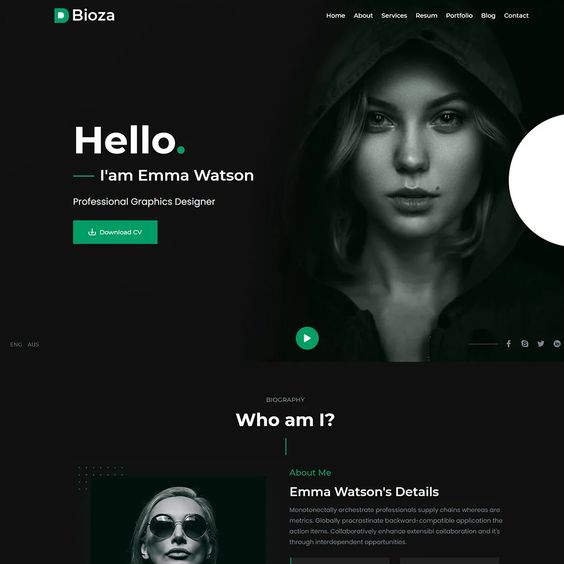 Bioza
Home About Services Resum Portfolio Blog Contact
Hello.
I'am Emma Watson
Professional Graphics Designer
Download CV
ENG AUS
BIOGRAPHY
Who am I?
About Me
Emma Watson's Details
Monotonectally orchestrate professionals supply chains whereas are
metrics. Globally procrastinate backward-compatible application the
action items. Collaboratively enhance extensibl collaboration and it's
through interdependent opportunities.